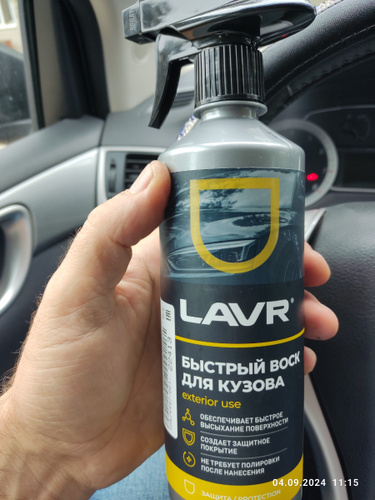 LAVR®
БЫСТРЫЙ ВОСК
ДЛЯ КУЗОВА
exterior use
ОБЕСПЕЧИВАЕТ БЫСТРОЕ
ВЫСЫХАНИЕ ПОВЕРХНОСТИ
СОЗДАЕТ ЗАЩИТНОЕ
ПОКРЫТИЕ
НЕ ТРЕБУЕТ ПОЛИРОВКИ
ПОСЛЕ НАНЕСЕНИЯ
ЗАЩИТА / PROTECTION
04.09.2024 11:15